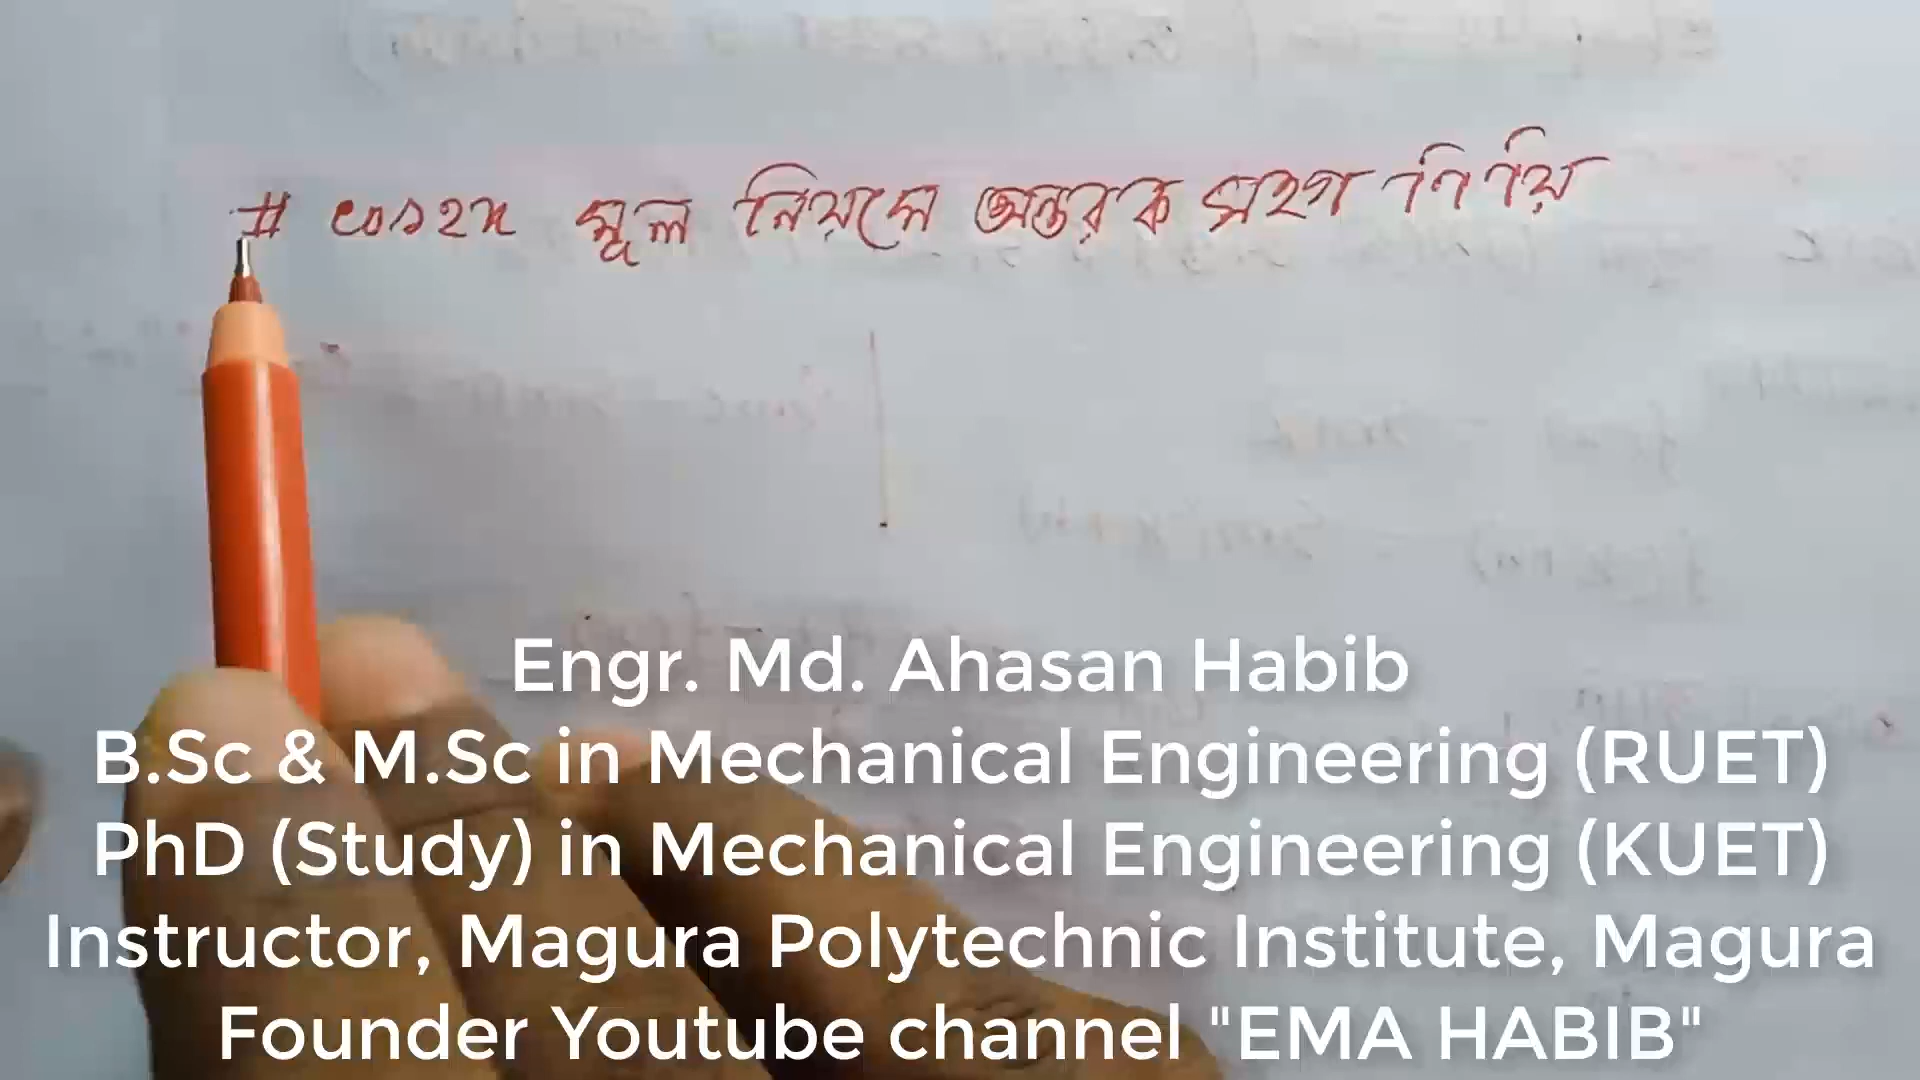 # cos2x মূল নিয়মে অন্তরক সহগ নির্ণয়
Engr. Md. Ahasan Habib
B.Sc & M.Sc in Mechanical Engineering (RUET)
PhD (Study) in Mechanical Engineering (KUET)
Instructor, Magura Polytechnic Institute, Magura
Founder Youtube channel "EMA HABIB"